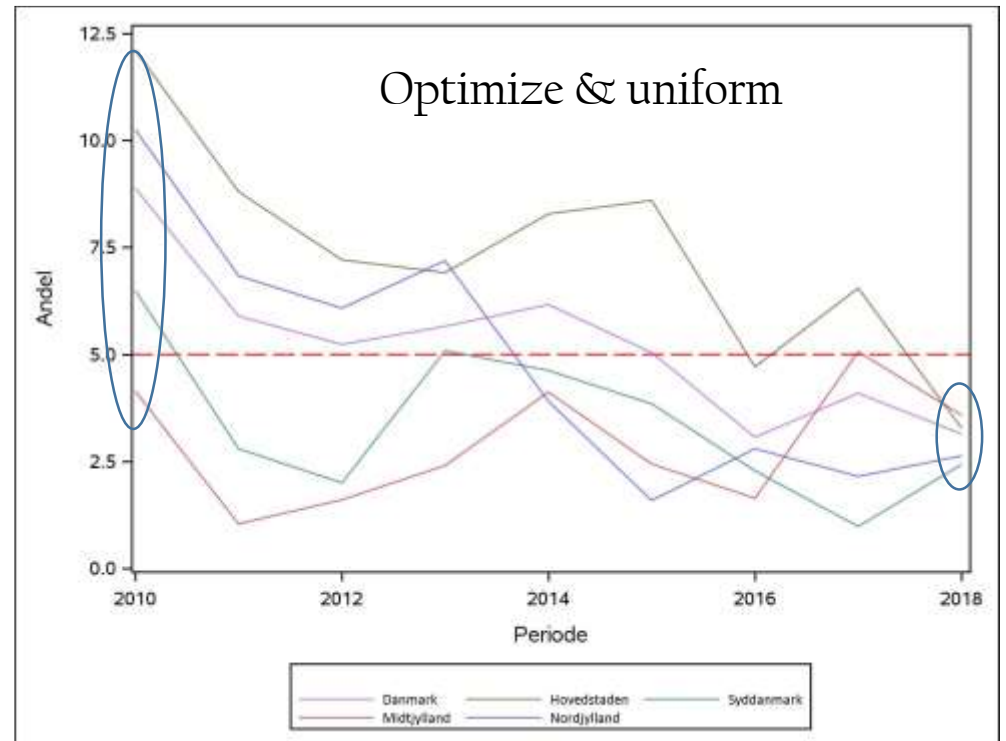 Optimize & uniform
12.5
10.0
7.5
5.0
2.5
0.0
Andel
2010 2012 2014 2016 2018
Periode
Danmark Hovedstaden Syddanmark
Midtjylland Nordjylland